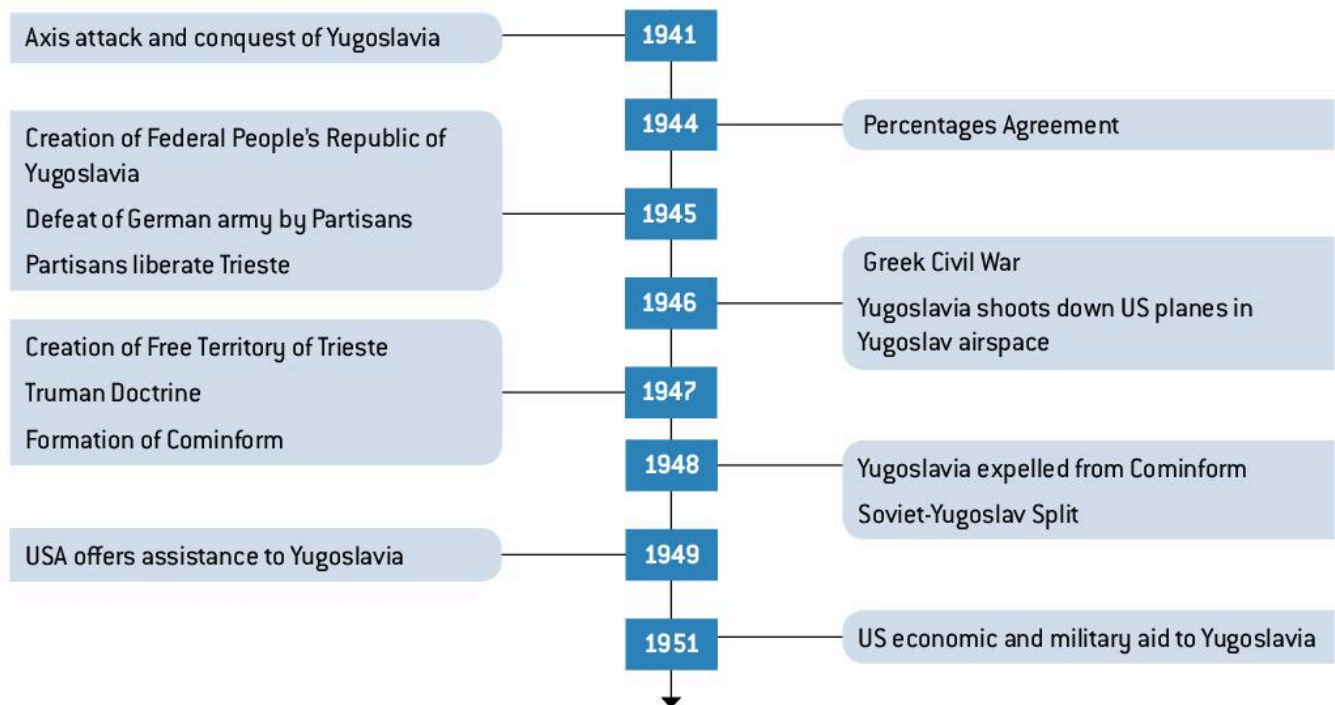 Axis attack and conquest of Yugoslavia
1941
1944
Percentages Agreement
Creation of Federal People's Republic of
Yugoslavia
Defeat of German army by Partisans
Partisans liberate Trieste
1945
1946
Greek Civil War
Yugoslavia shoots down US planes in
Yugoslav airspace
Creation of Free Territory of Trieste
Truman Doctrine
Formation of Cominform
1947
1948
Yugoslavia expelled from Cominform
Soviet-Yugoslav Split
USA offers assistance to Yugoslavia
1949
1951
US economic and military aid to Yugoslavia